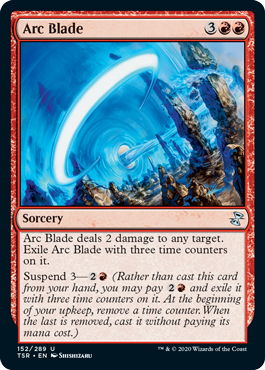 Arc Blade 3
Sorcery
Arc Blade deals 2 damage to any target.
Exile Arc Blade with three time counters
on it.
Suspend 3—2 (Rather than cast this card
from your hand, you may pay 2 and exile it
with three time counters on it. At the beginning
of your upkeep, remove a time counter. When
the last is removed, cast it without paying its
mana cost.)
152/289 U
TSR • EN Shishizaru
™ & © 2020 Wizards of the Coast